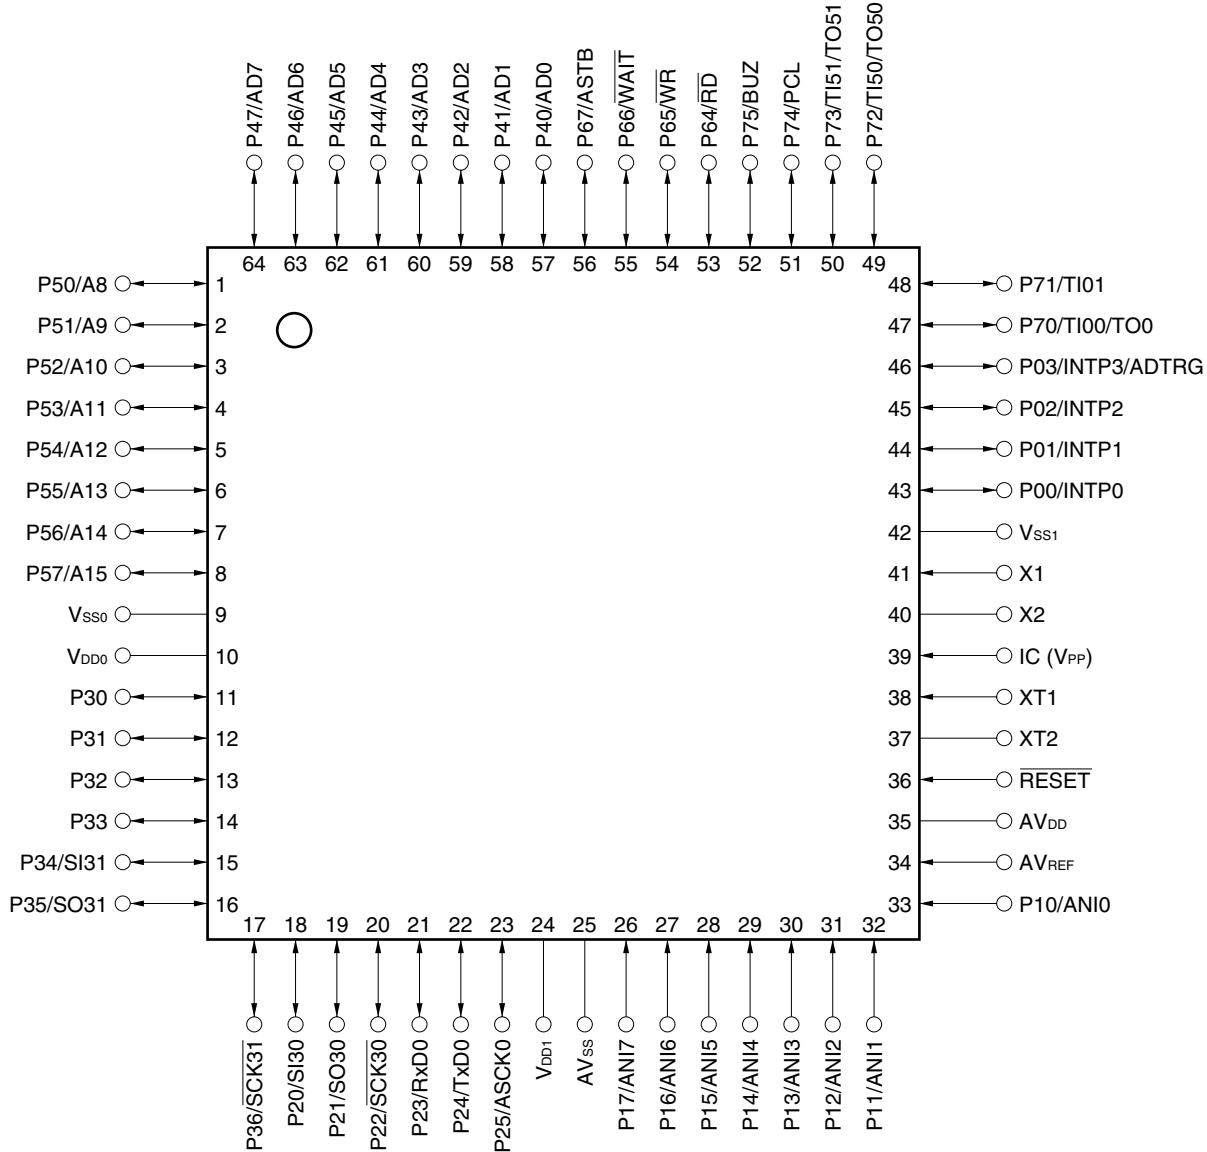 P47/AD7
P46/AD6
P45/AD5
P44/AD4
P43/AD3
P42/AD2
P41/AD1
P40/AD0
P67/ASTB
P66/W̅A̅I̅T̅
P65/W̅R̅
P64/R̅D̅
P75/BUZ
P74/PCL
P73/TI51/TO51
P72/TI50/TO50
64 63 62 61 60 59 58 57 56 55 54 53 52 51 50 49
P50/A8 1
P51/A9 2
P52/A10 3
P53/A11 4
P54/A12 5
P55/A13 6
P56/A14 7
P57/A15 8
VSS0 9
VDD0 10
P30 11
P31 12
P32 13
P33 14
P34/SI31 15
P35/SO31 16
48 P71/TI01
47 P70/TI00/TO0
46 P03/INTP3/ADTRG
45 P02/INTP2
44 P01/INTP1
43 P00/INTP0
42 VSS1
41 X1
40 X2
39 IC (VPP)
38 XT1
37 XT2
36 R̅E̅S̅E̅T̅
35 AVDD
34 AVREF
33 P10/ANI0
17 18 19 20 21 22 23 24 25 26 27 28 29 30 31 32
P36/S̅C̅K̅3̅1̅
P20/SI30
P21/SO30
P22/S̅C̅K̅3̅0̅
P23/RxD0
P24/TxD0
P25/ASCK0
VDD1
AVSS
P17/ANI7
P16/ANI6
P15/ANI5
P14/ANI4
P13/ANI3
P12/ANI2
P11/ANI1